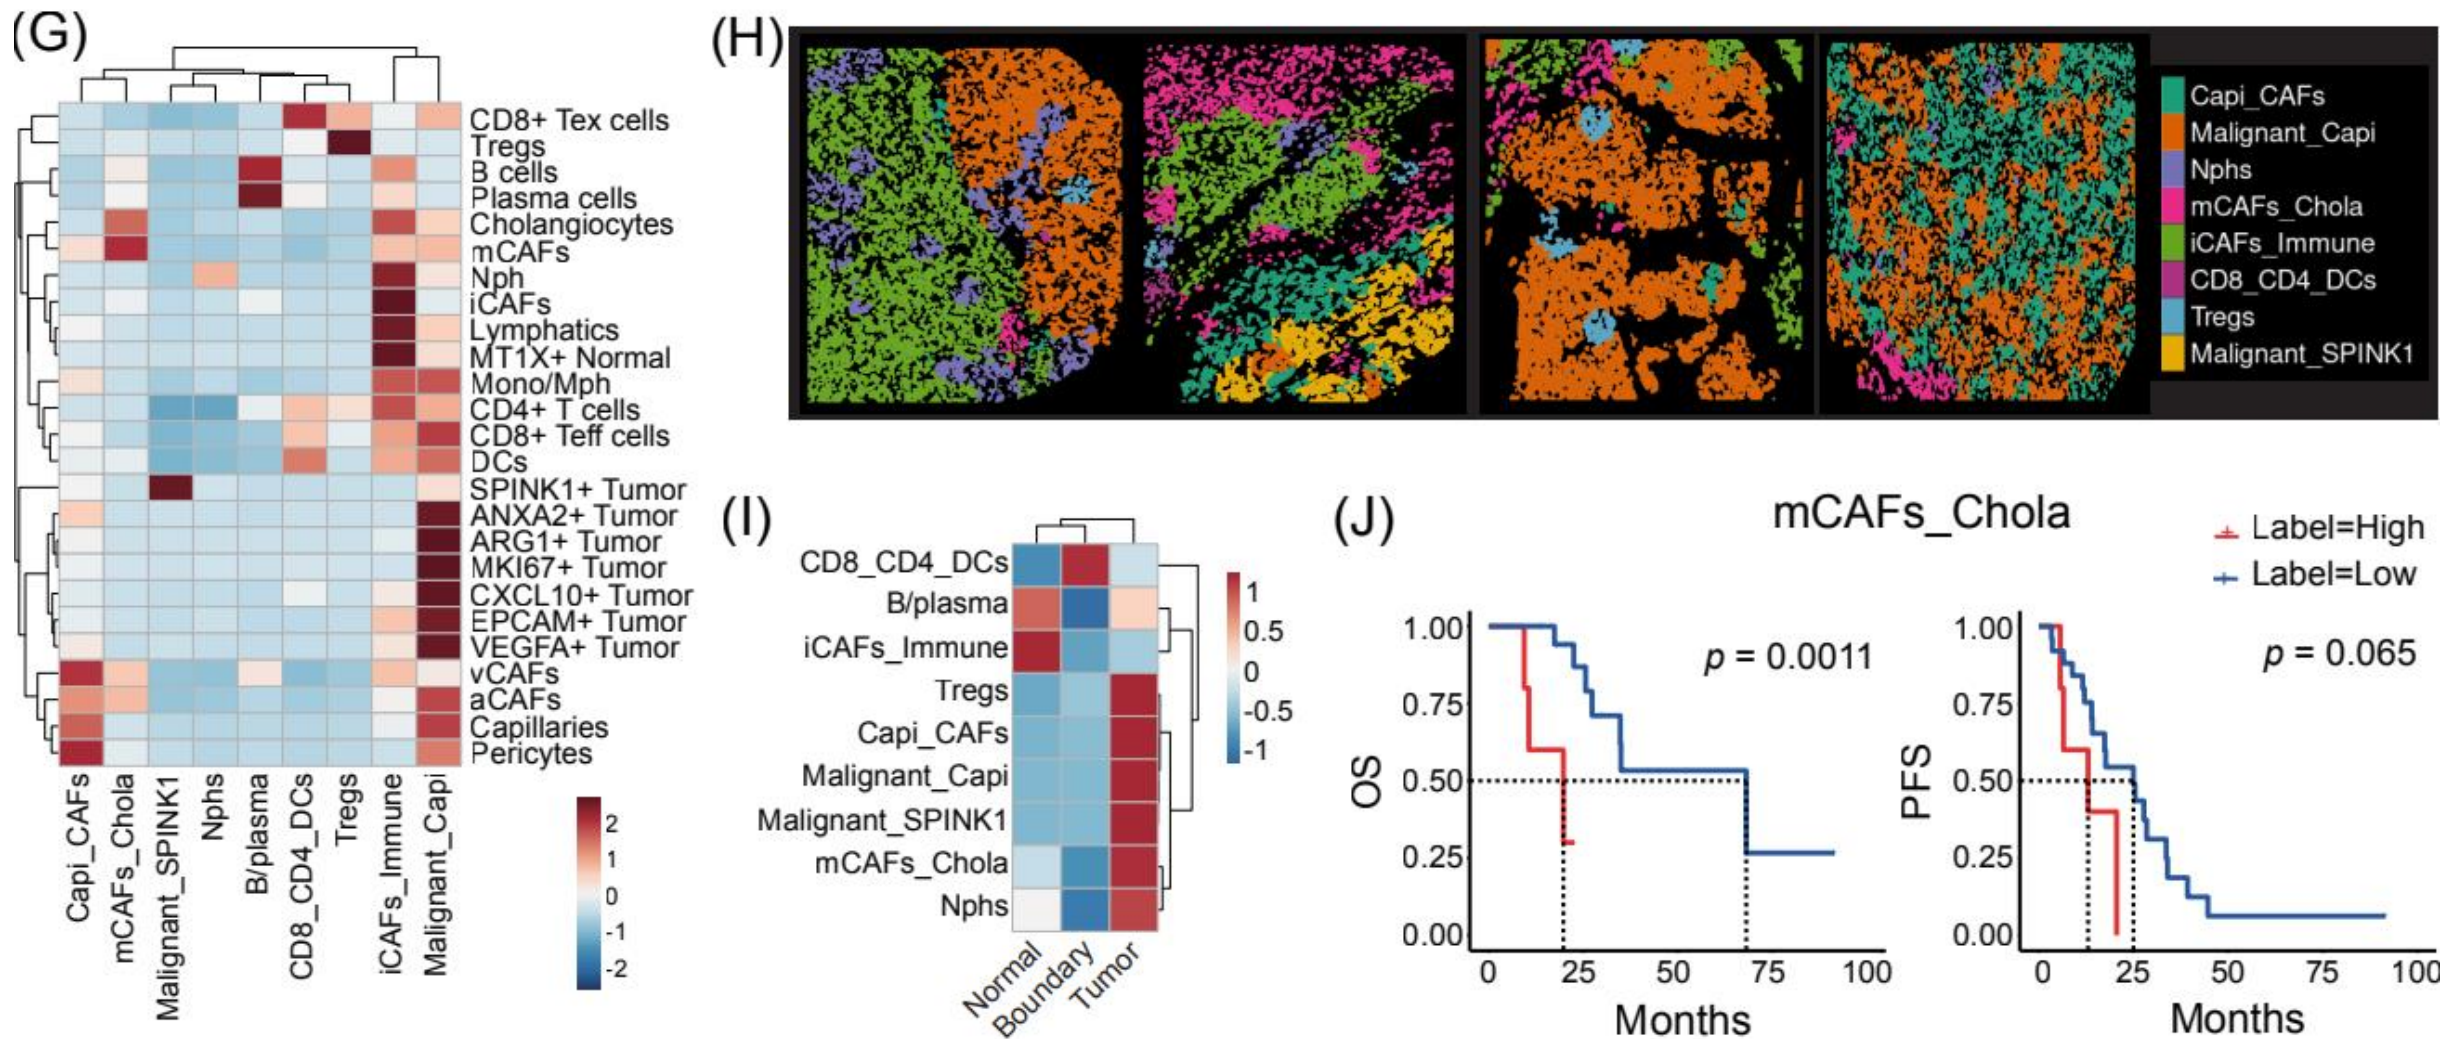 (G)
CD8+ Tex cells
Tregs
B cells
Plasma cells
Cholangiocytes
mCAFs
Nph
iCAFs
Lymphatics
MT1X+ Normal
Mono/Mph
CD4+ T cells
CD8+ Teff cells
DCs
SPINK1+ Tumor
ANXA2+ Tumor
ARG1+ Tumor
MKI67+ Tumor
CXCL10+ Tumor
EPCAM+ Tumor
VEGFA+ Tumor
vCAFs
aCAFs
Capillaries
Pericytes
Capi_CAFs
mCAFs_Chola
Malignant_SPINK1
Nphs
B/plasma
CD8_CD4_DCs
Tregs
iCAFs_Immune
Malignant_Capi
2
1
0
-1
-2
(H)
Capi_CAFs
Malignant_Capi
Nphs
mCAFs_Chola
iCAFs_Immune
CD8_CD4_DCs
Tregs
Malignant_SPINK1
(I)
CD8_CD4_DCs
B/plasma
iCAFs_Immune
Tregs
Capi_CAFs
Malignant_Capi
Malignant_SPINK1
mCAFs_Chola
Nphs
Normal
Boundary
Tumor
1
0.5
0
-0.5
-1
(J)
mCAFs_Chola
Label=High
Label=Low
OS
1.00
0.75
0.50
0.25
0.00
p = 0.0011
0 25 50 75 100
Months
PFS
1.00
0.75
0.50
0.25
0.00
p = 0.065
0 25 50 75 100
Months